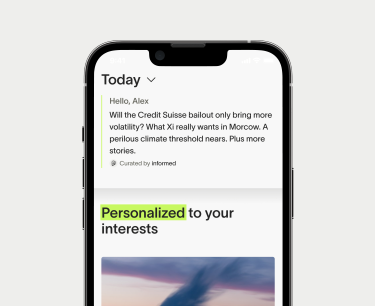 Today
Hello, Alex
Will the Credit Suisse bailout only bring more
volatility? What Xi really wants in Morcow. A
perilous climate threshold nears. Plus more
stories.
Curated by informed
Personalized to your
interests